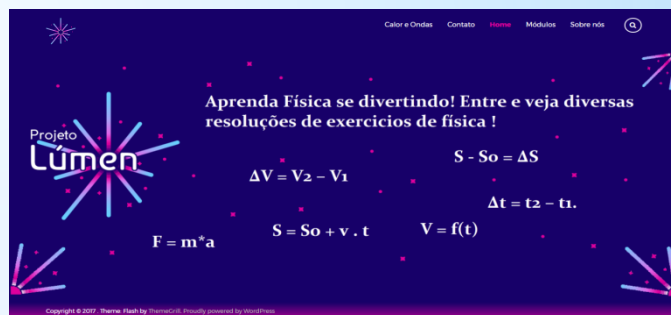 Calor e Ondas Contato Home Módulos Sobre nós
Aprenda Física se divertindo! Entre e veja diversas
resoluções de exercicios de física !
Projeto
Lúmen
S - So = ΔS
ΔV = V2 – V1
Δt = t2 – t1.
S = So + v . t
V = f(t)
F = m*a
Copyright © 2017 . Theme: Flash by ThemeGrill. Proudly powered by WordPress